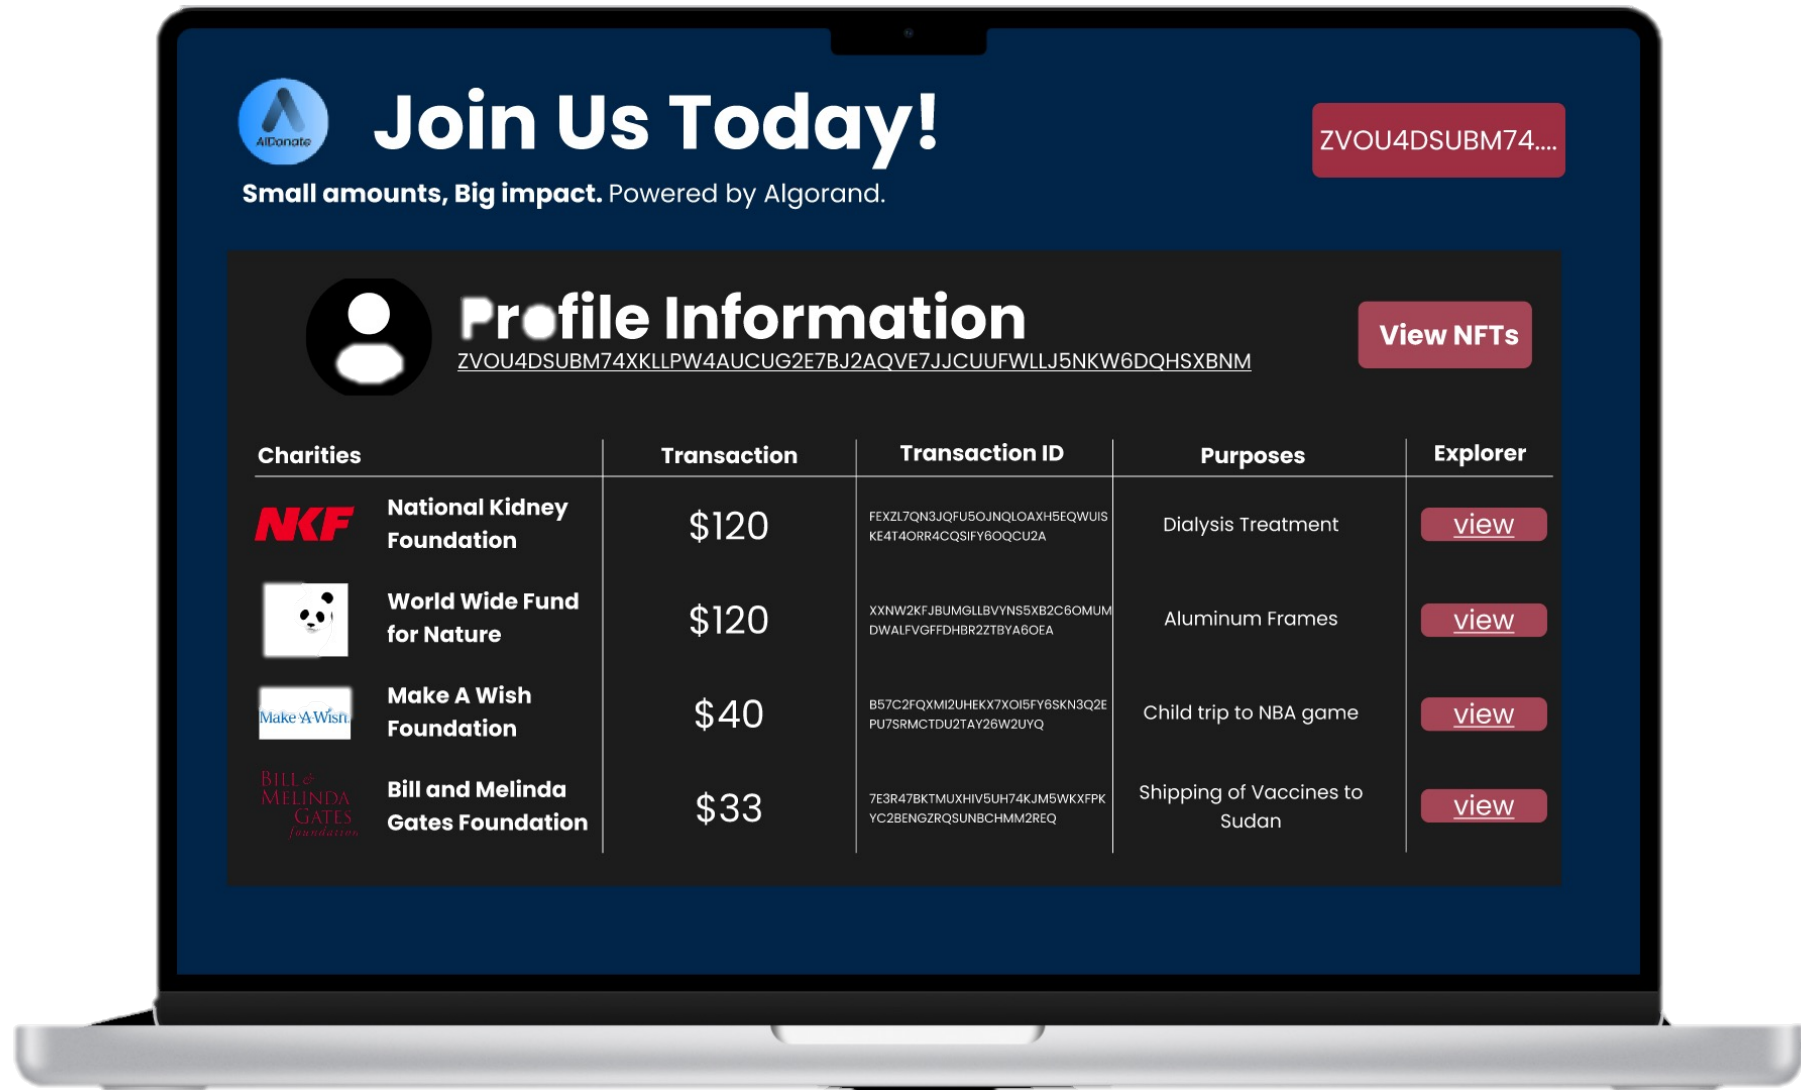 AlDonate
Join Us Today!
ZVOU4DSUBM74....
Small amounts, Big impact. Powered by Algorand.
Profile Information
ZVOU4DSUBM74XKLLPW4AUCUG2E7BJ2AQVE7JJCUUFWLLJ5NKW6DQHSXBNM
View NFTs
Charities
Transaction
Transaction ID
Purposes
Explorer
NKF
National Kidney
Foundation
$120
FEXZL7QN3JQFU5OJNQLOAXH5EQWUIS
KE4T4ORR4CQSIFY6OQCU2A
Dialysis Treatment
view
World Wide Fund
for Nature
$120
XXNW2KFJBUMGLLBVYNS5XB2C6OMUM
DWALFVGFFDHBR2ZTBYA6OEA
Aluminum Frames
view
Make-A-Wish.
Make A Wish
Foundation
$40
B57C2FQXMI2UHEKX7XOI5FY6SKN3Q2E
PU7SRMCTDU2TAY26W2UYQ
Child trip to NBA game
view
BILL &
MELINDA
GATES
foundation
Bill and Melinda
Gates Foundation
$33
7E3R47BKTMUXHIV5UH74KJM5WKXFPK
YC2BENGZRQSUNBCHMM2REQ
Shipping of Vaccines to
Sudan
view